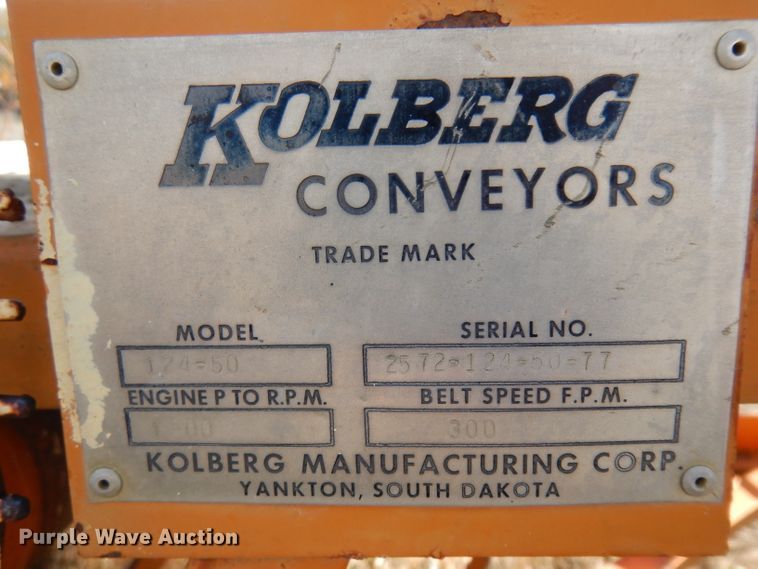 KOLBERG
CONVEYORS
TRADE MARK
MODEL SERIAL NO.
124-50 2572-124-50-77
ENGINE P TO R.P.M. BELT SPEED F.P.M.
300
KOLBERG MANUFACTURING CORP.
YANKTON, SOUTH DAKOTA
Purple Wave Auction